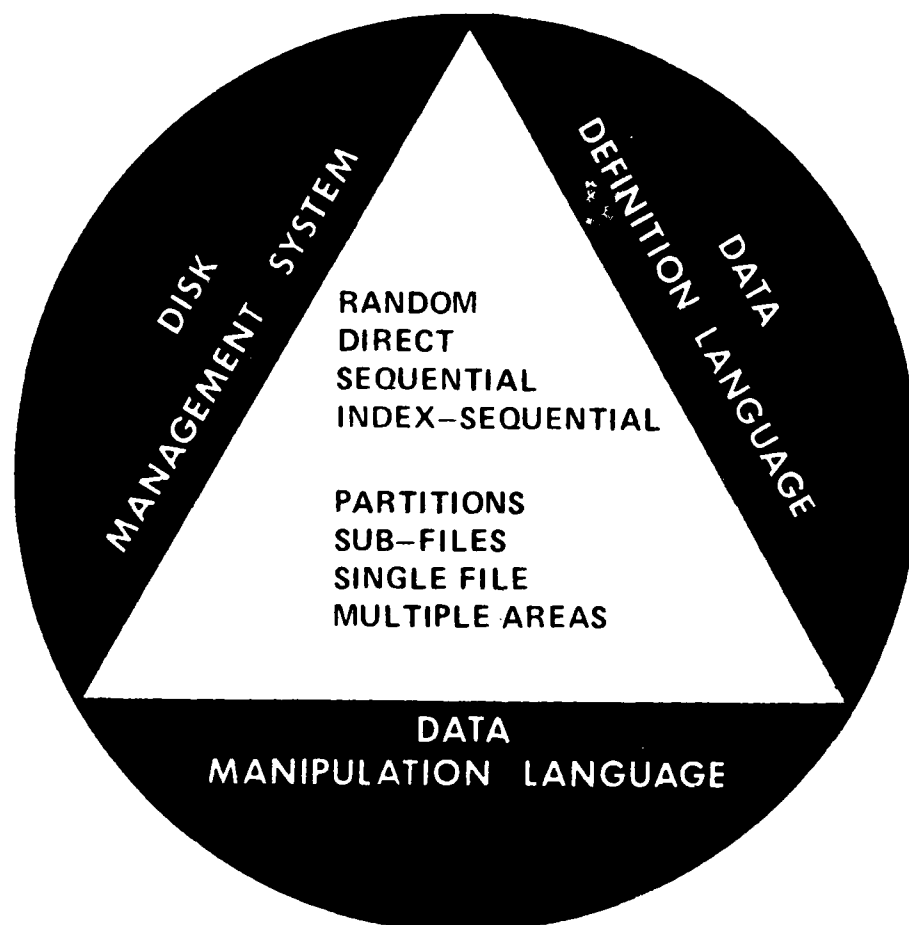 DISK
MANAGEMENT SYSTEM
DATA
DEFINITION LANGUAGE
RANDOM
DIRECT
SEQUENTIAL
INDEX–SEQUENTIAL
PARTITIONS
SUB–FILES
SINGLE FILE
MULTIPLE AREAS
DATA
MANIPULATION LANGUAGE